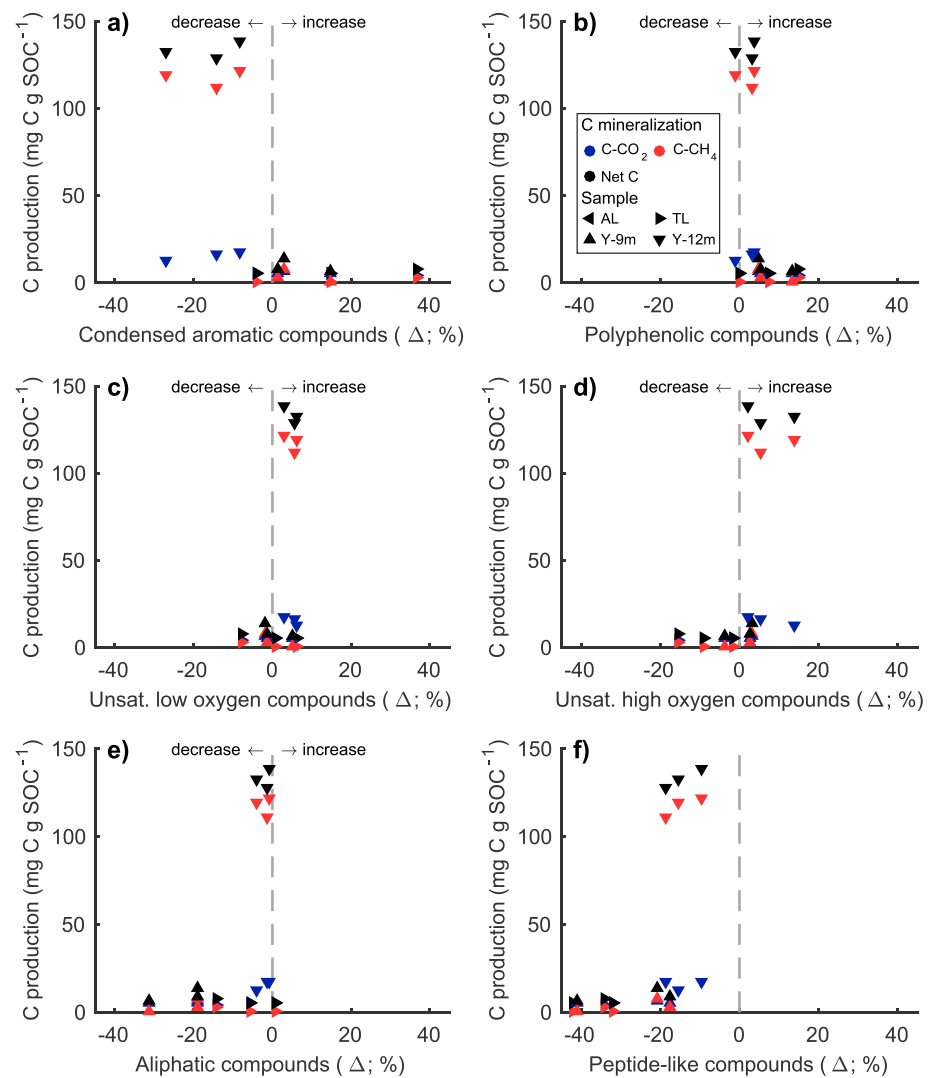 a)
decrease ← → increase
150
100
50
0
C production (mg C g SOC⁻¹)
-40 -20 0 20 40
Condensed aromatic compounds ( Δ; %)
b)
decrease ← → increase
150
100
50
0
C production (mg C g SOC⁻¹)
C mineralization
C-CO₂ C-CH₄
Net C
Sample
AL TL
Y-9m Y-12m
-40 -20 0 20 40
Polyphenolic compounds ( Δ; %)
c)
decrease ← → increase
150
100
50
0
C production (mg C g SOC⁻¹)
-40 -20 0 20 40
Unsat. low oxygen compounds ( Δ; %)
d)
decrease ← → increase
150
100
50
0
C production (mg C g SOC⁻¹)
-40 -20 0 20 40
Unsat. high oxygen compounds ( Δ; %)
e)
decrease ← → increase
150
100
50
0
C production (mg C g SOC⁻¹)
-40 -20 0 20 40
Aliphatic compounds ( Δ; %)
f)
150
100
50
0
C production (mg C g SOC⁻¹)
-40 -20 0 20 40
Peptide-like compounds ( Δ; %)